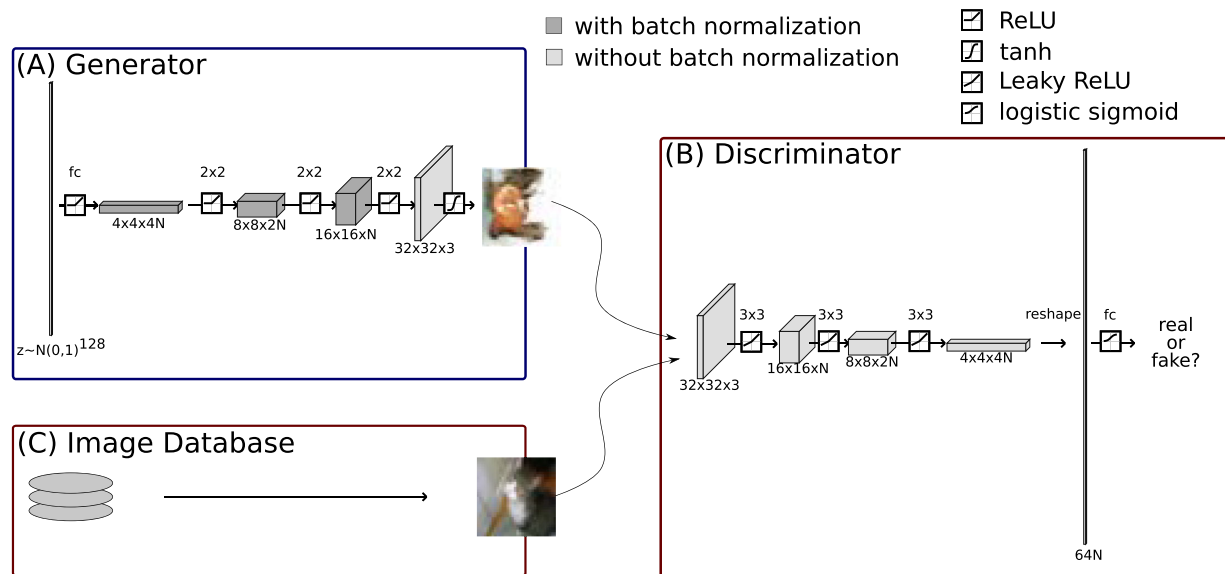 with batch normalization
without batch normalization
ReLU
tanh
Leaky ReLU
logistic sigmoid
(A) Generator
fc
2x2
2x2
2x2
4x4x4N
8x8x2N
16x16xN
32x32x3
z~N(0,1)^128
(B) Discriminator
3x3
3x3
3x3
reshape
fc
32x32x3
16x16xN
8x8x2N
4x4x4N
real
or
fake?
64N
(C) Image Database